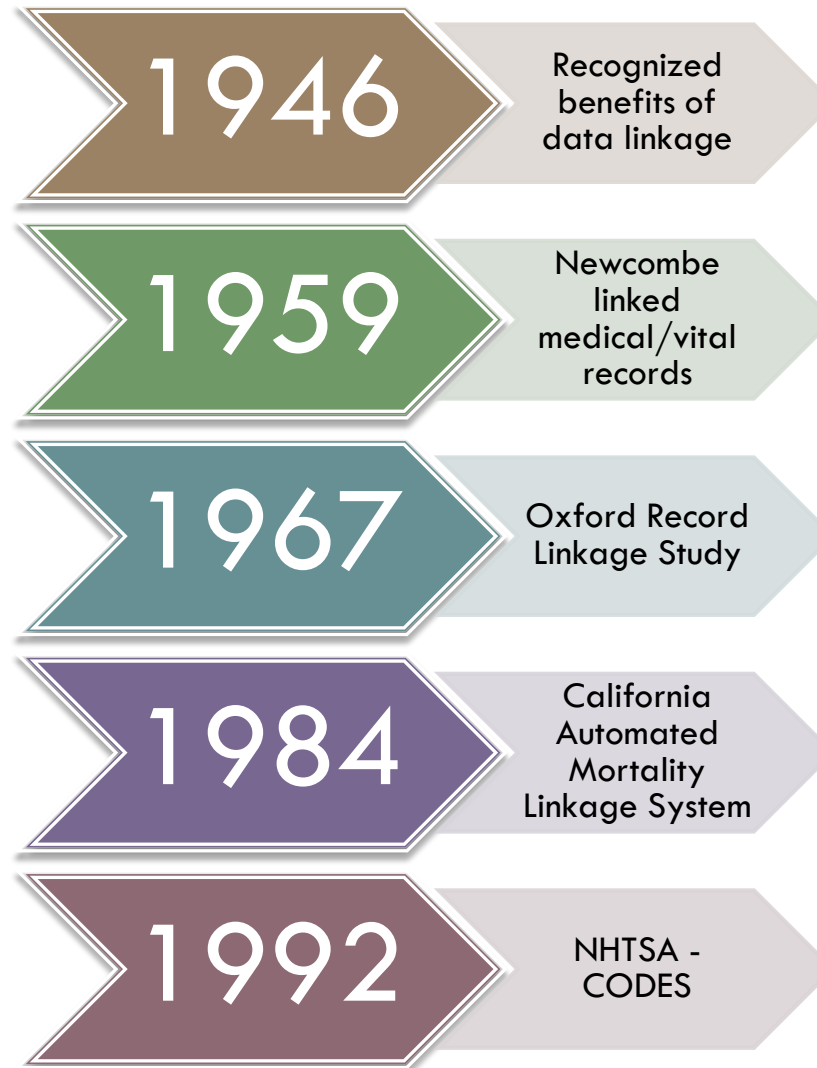 1946
Recognized
benefits of
data linkage
1959
Newcombe
linked
medical/vital
records
1967
Oxford Record
Linkage Study
1984
California
Automated
Mortality
Linkage System
1992
NHTSA -
CODES